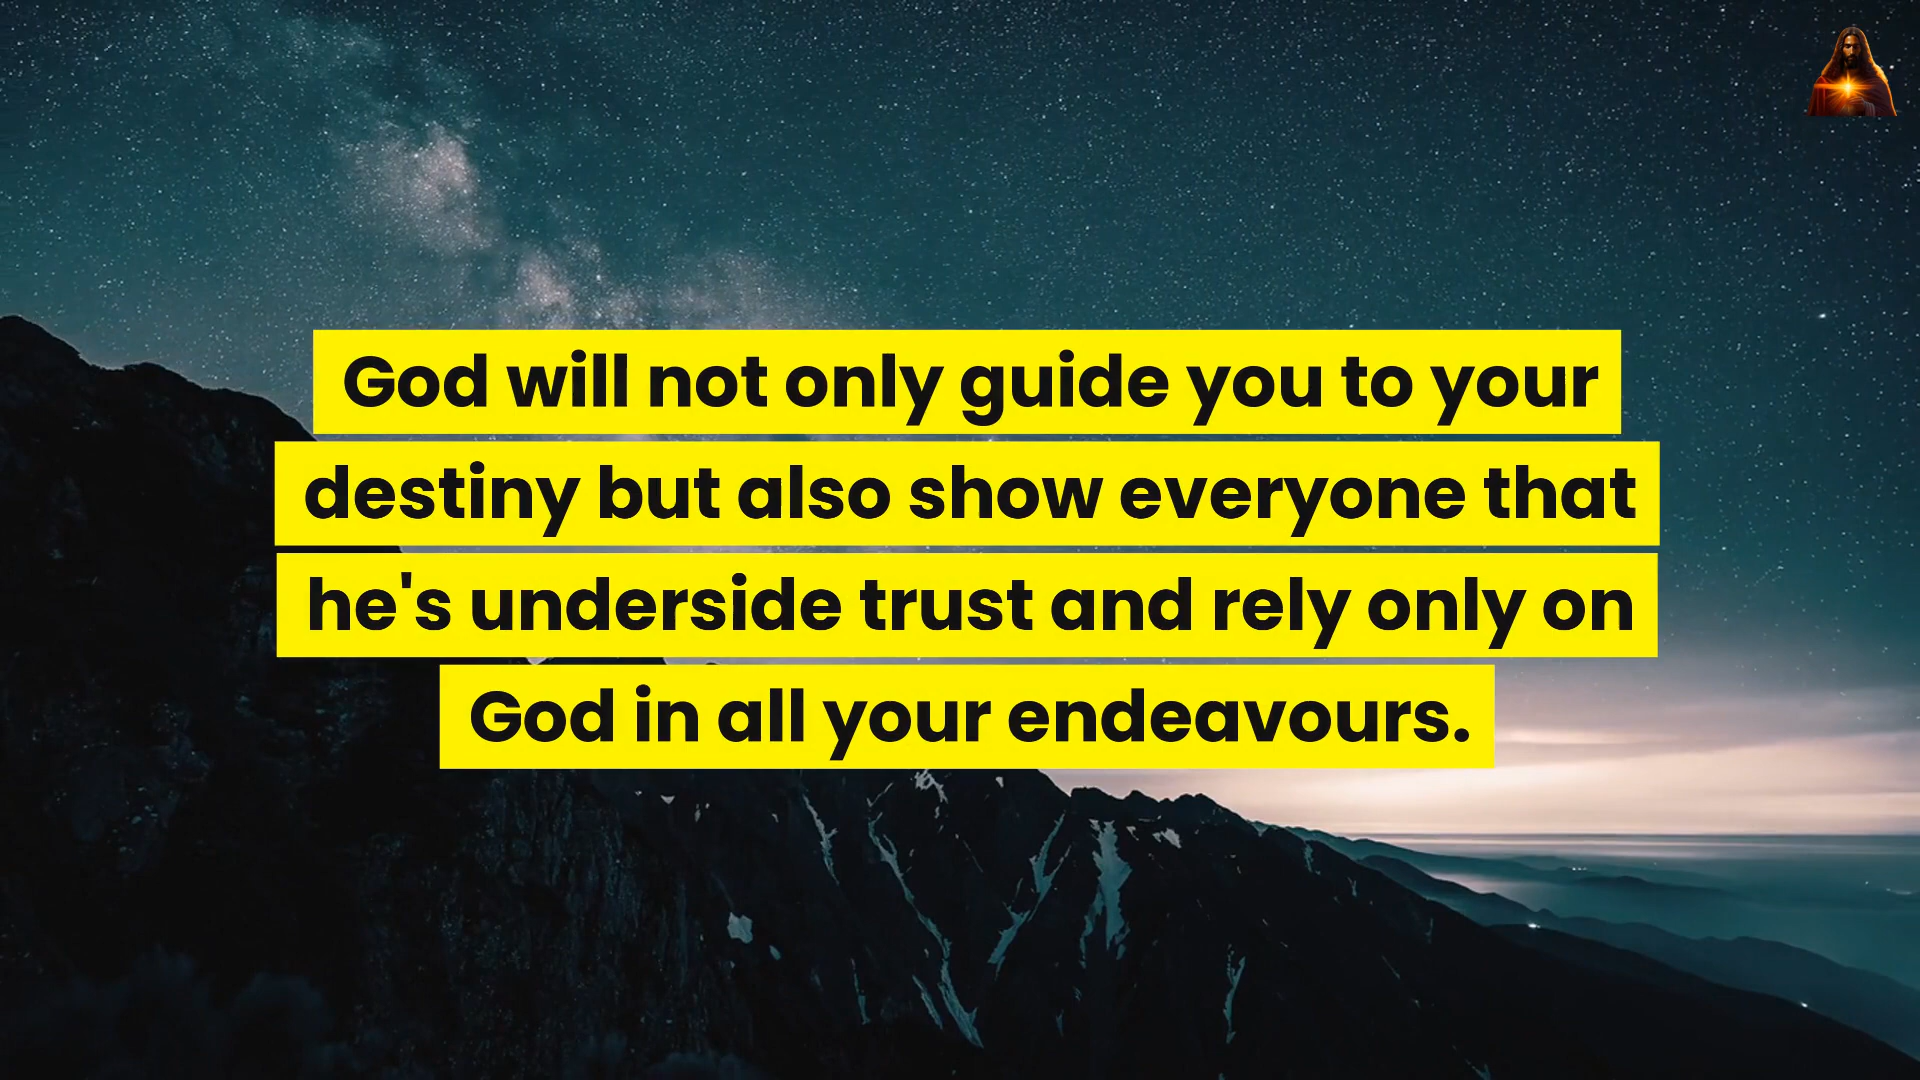 God will not only guide you to your
destiny but also show everyone that
he's underside trust and rely only on
God in all your endeavours.